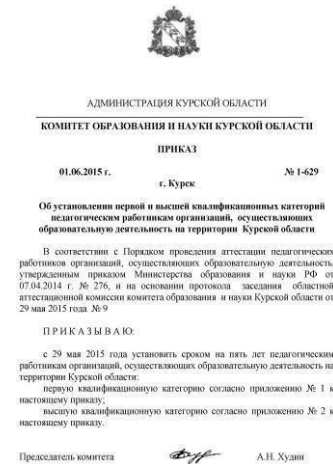 АДМИНИСТРАЦИЯ КУРСКОЙ ОБЛАСТИ
КОМИТЕТ ОБРАЗОВАНИЯ И НАУКИ КУРСКОЙ ОБЛАСТИ
ПРИКАЗ
01.06.2015 г. № 1-629
г. Курск
Об установлении первой и высшей квалификационных категорий
педагогическим работникам организаций, осуществляющих
образовательную деятельность на территории Курской области
В соответствии с Порядком проведения аттестации педагогических
работников организаций, осуществляющих образовательную деятельность,
утвержденным приказом Министерства образования и науки РФ от
07.04.2014 г. № 276, и на основании протокола заседания областной
аттестационной комиссии комитета образования и науки Курской области от
29 мая 2015 года № 9
ПРИКАЗЫВАЮ:
с 29 мая 2015 года установить сроком на пять лет педагогическим
работникам организаций, осуществляющих образовательную деятельность на
территории Курской области:
первую квалификационную категорию согласно приложению № 1 к
настоящему приказу;
высшую квалификационную категорию согласно приложению № 2 к
настоящему приказу.
Председатель комитета А.Н. Худин